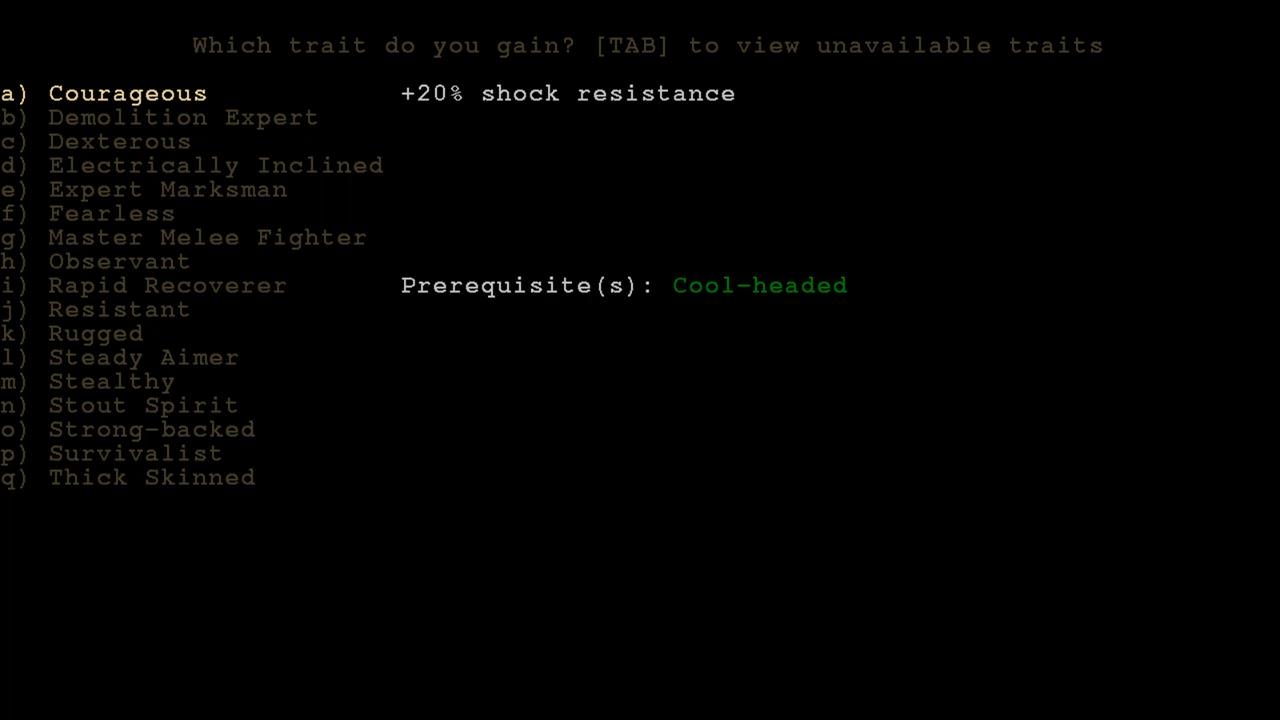 Which trait do you gain? [TAB] to view unavailable traits
a) Courageous +20% shock resistance
b) Demolition Expert
c) Dexterous
d) Electrically Inclined
e) Expert Marksman
f) Fearless
g) Master Melee Fighter
h) Observant
i) Rapid Recoverer Prerequisite(s): Cool-headed
j) Resistant
k) Rugged
l) Steady Aimer
m) Stealthy
n) Stout Spirit
o) Strong-backed
p) Survivalist
q) Thick Skinned